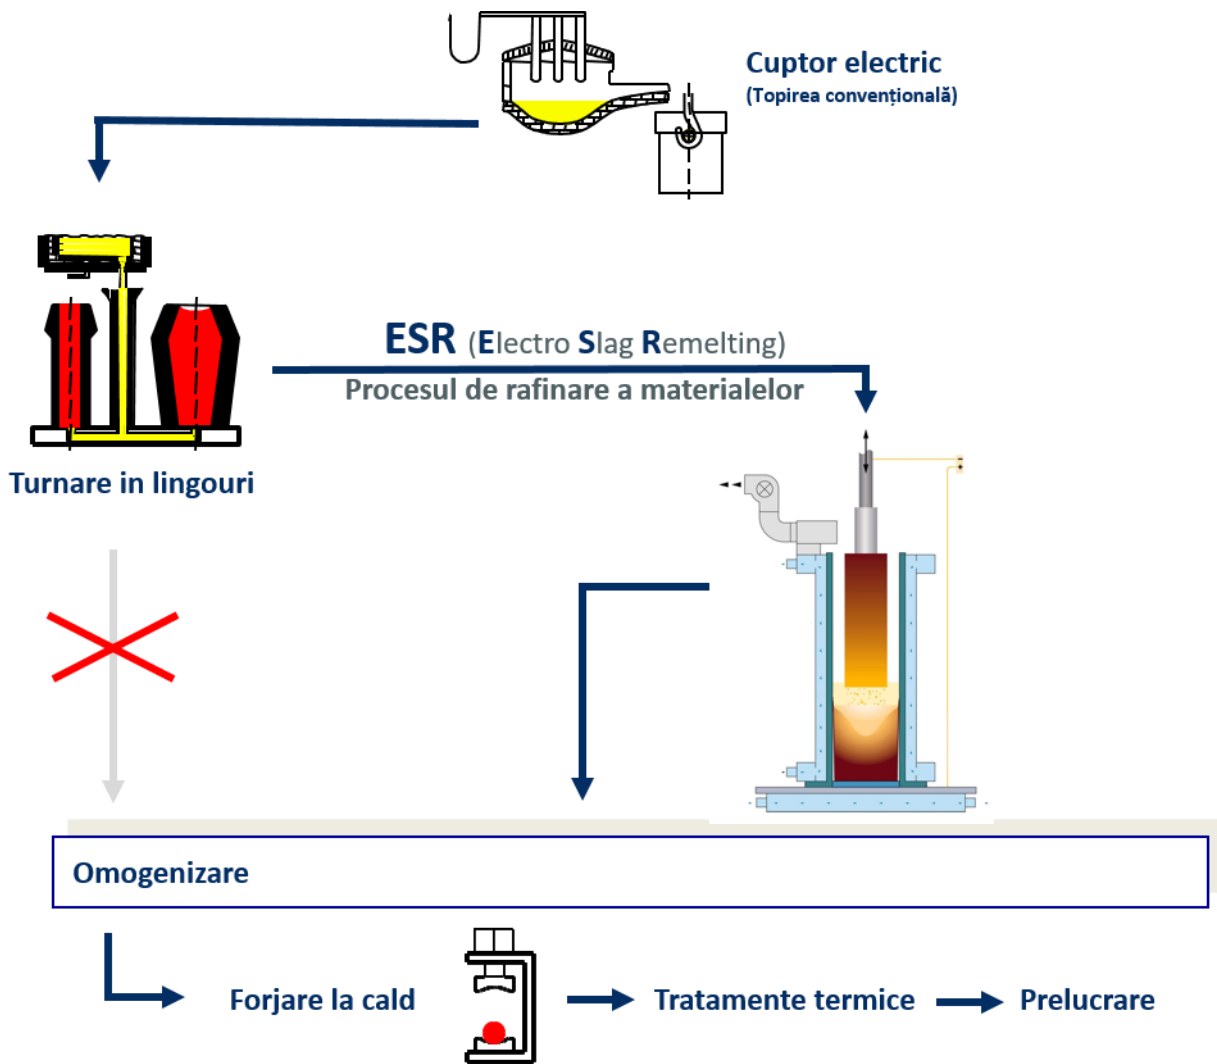 Cuptor electric
(Topirea convențională)
ESR (Electro Slag Remelting)
Procesul de rafinare a materialelor
Turnare in lingouri
Omogenizare
Forjare la cald
Tratamente termice
Prelucrare